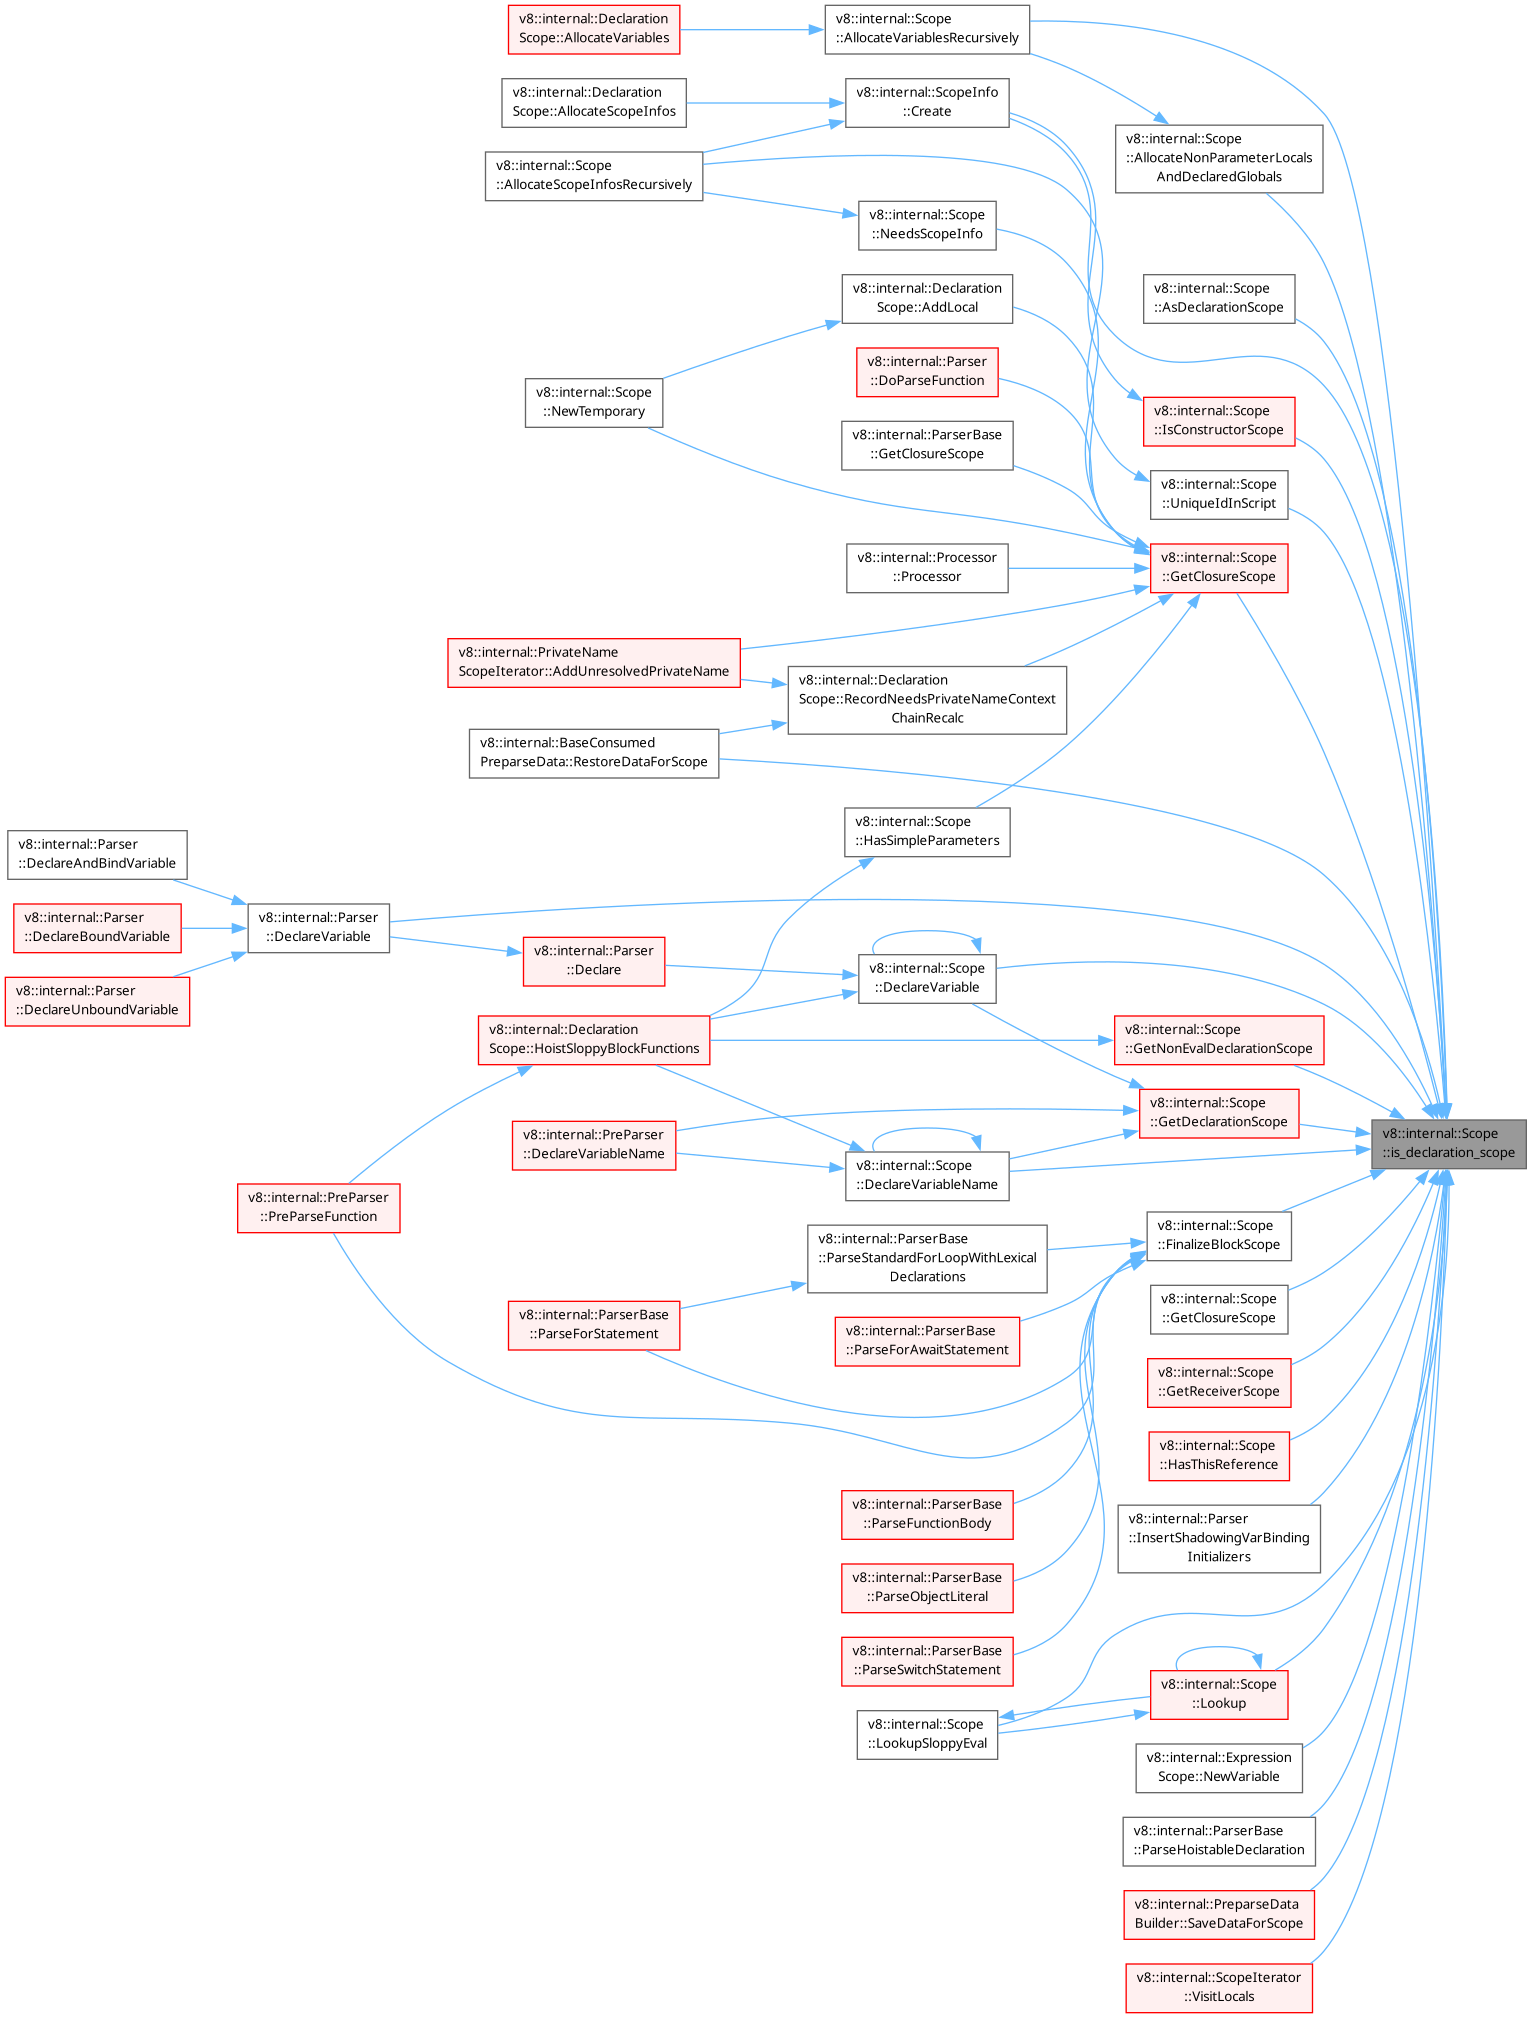 v8::internal::Declaration
Scope::AllocateVariables
v8::internal::Scope
::AllocateVariablesRecursively
v8::internal::Declaration
Scope::AllocateScopeInfos
v8::internal::ScopeInfo
::Create
v8::internal::Scope
::AllocateNonParameterLocals
AndDeclaredGlobals
v8::internal::Scope
::AllocateScopeInfosRecursively
v8::internal::Scope
::NeedsScopeInfo
v8::internal::Declaration
Scope::AddLocal
v8::internal::Scope
::AsDeclarationScope
v8::internal::Parser
::DoParseFunction
v8::internal::Scope
::NewTemporary
v8::internal::Scope
::IsConstructorScope
v8::internal::ParserBase
::GetClosureScope
v8::internal::Scope
::UniqueIdInScript
v8::internal::Processor
::Processor
v8::internal::Scope
::GetClosureScope
v8::internal::PrivateName
ScopeIterator::AddUnresolvedPrivateName
v8::internal::Declaration
Scope::RecordNeedsPrivateNameContext
ChainRecalc
v8::internal::BaseConsumed
PreparseData::RestoreDataForScope
v8::internal::Scope
::HasSimpleParameters
v8::internal::Parser
::DeclareAndBindVariable
v8::internal::Parser
::DeclareBoundVariable
v8::internal::Parser
::DeclareVariable
v8::internal::Parser
::DeclareUnboundVariable
v8::internal::Parser
::Declare
v8::internal::Scope
::DeclareVariable
v8::internal::Declaration
Scope::HoistSloppyBlockFunctions
v8::internal::Scope
::GetNonEvalDeclarationScope
v8::internal::Scope
::GetDeclarationScope
v8::internal::PreParser
::DeclareVariableName
v8::internal::Scope
::DeclareVariableName
v8::internal::Scope
::is_declaration_scope
v8::internal::PreParser
::PreParseFunction
v8::internal::ParserBase
::ParseStandardForLoopWithLexical
Declarations
v8::internal::Scope
::FinalizeBlockScope
v8::internal::ParserBase
::ParseForStatement
v8::internal::ParserBase
::ParseForAwaitStatement
v8::internal::Scope
::GetClosureScope
v8::internal::Scope
::GetReceiverScope
v8::internal::Scope
::HasThisReference
v8::internal::ParserBase
::ParseFunctionBody
v8::internal::Parser
::InsertShadowingVarBinding
Initializers
v8::internal::ParserBase
::ParseObjectLiteral
v8::internal::ParserBase
::ParseSwitchStatement
v8::internal::Scope
::Lookup
v8::internal::Scope
::LookupSloppyEval
v8::internal::Expression
Scope::NewVariable
v8::internal::ParserBase
::ParseHoistableDeclaration
v8::internal::PreparseData
Builder::SaveDataForScope
v8::internal::ScopeIterator
::VisitLocals